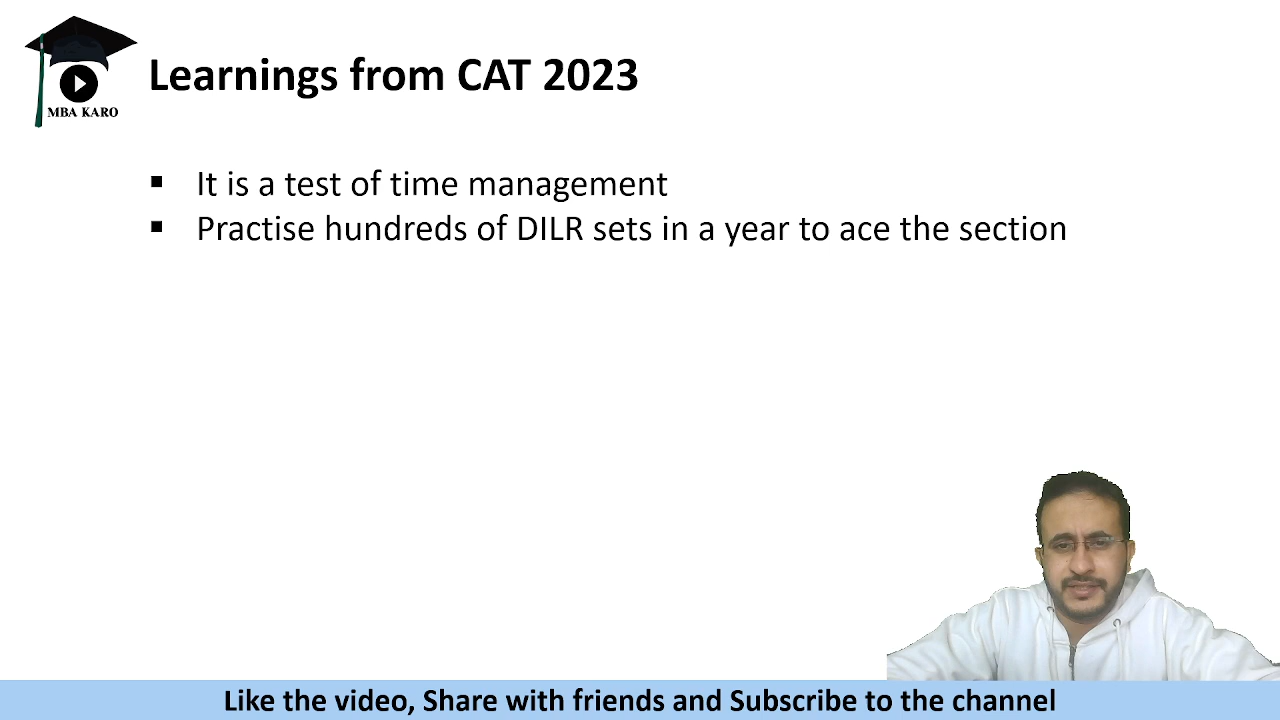 MBA KARO
Learnings from CAT 2023
▪ It is a test of time management
▪ Practise hundreds of DILR sets in a year to ace the section
Like the video, Share with friends and Subscribe to the channel